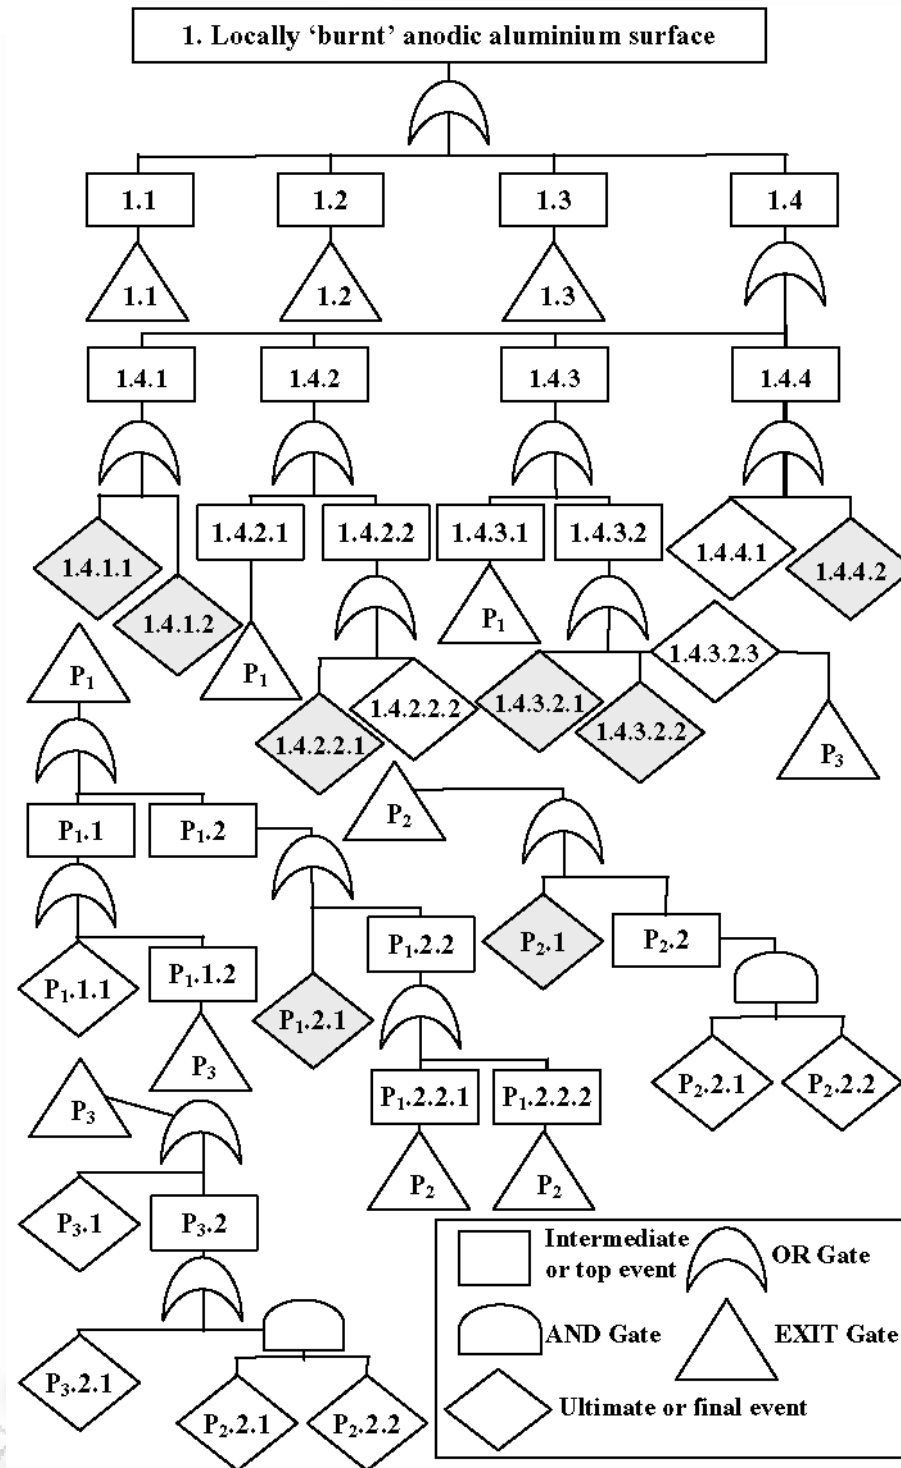 1. Locally ‘burnt’ anodic aluminium surface
1.1 1.2 1.3 1.4
1.1 1.2 1.3
1.4.1 1.4.2 1.4.3 1.4.4
1.4.2.1 1.4.2.2 1.4.3.1 1.4.3.2
1.4.1.1 1.4.4.1 1.4.4.2
1.4.1.2 P₁ 1.4.3.2.3
P₁ P₁
1.4.2.2.2 1.4.3.2.1
1.4.2.2.1 1.4.3.2.2 P₃
P₂
P₁.1 P₁.2
P₁.2.2 P₂.1 P₂.2
P₁.1.1 P₁.1.2
P₁.2.1
P₃ P₂.2.1 P₂.2.2
P₃ P₁.2.2.1 P₁.2.2.2
P₂ P₂
P₃.1 P₃.2
Intermediate
or top event
OR Gate
AND Gate EXIT Gate
P₃.2.1
Ultimate or final event
P₂.2.1 P₂.2.2